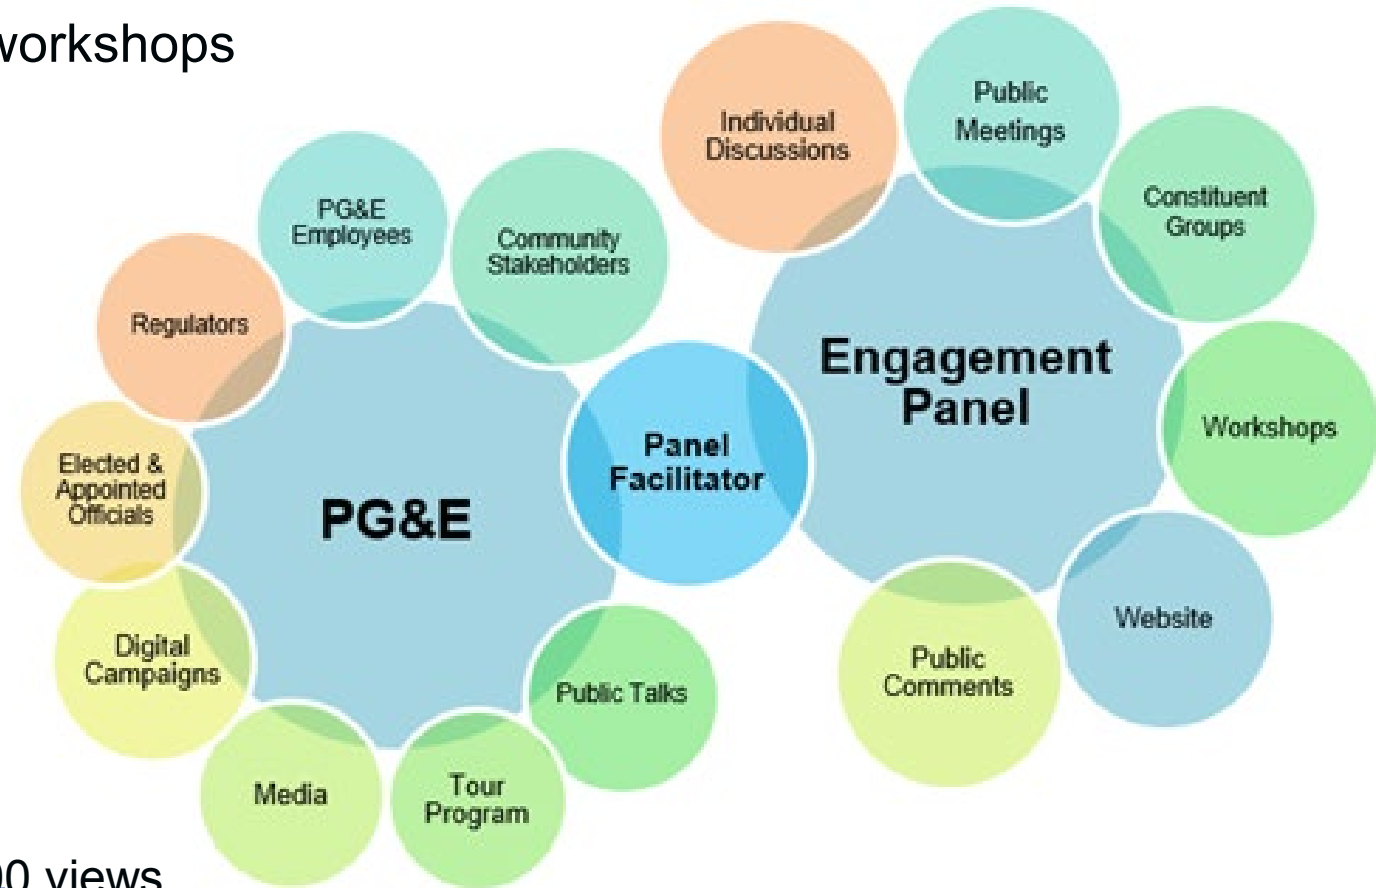 workshops
Individual
Discussions
Public
Meetings
Constituent
Groups
PG&E
Employees
Community
Stakeholders
Regulators
Engagement
Panel
Workshops
Panel
Facilitator
Elected &
Appointed
Officials
PG&E
Website
Digital
Campaigns
Public
Comments
Public Talks
Media
Tour
Program
00 views